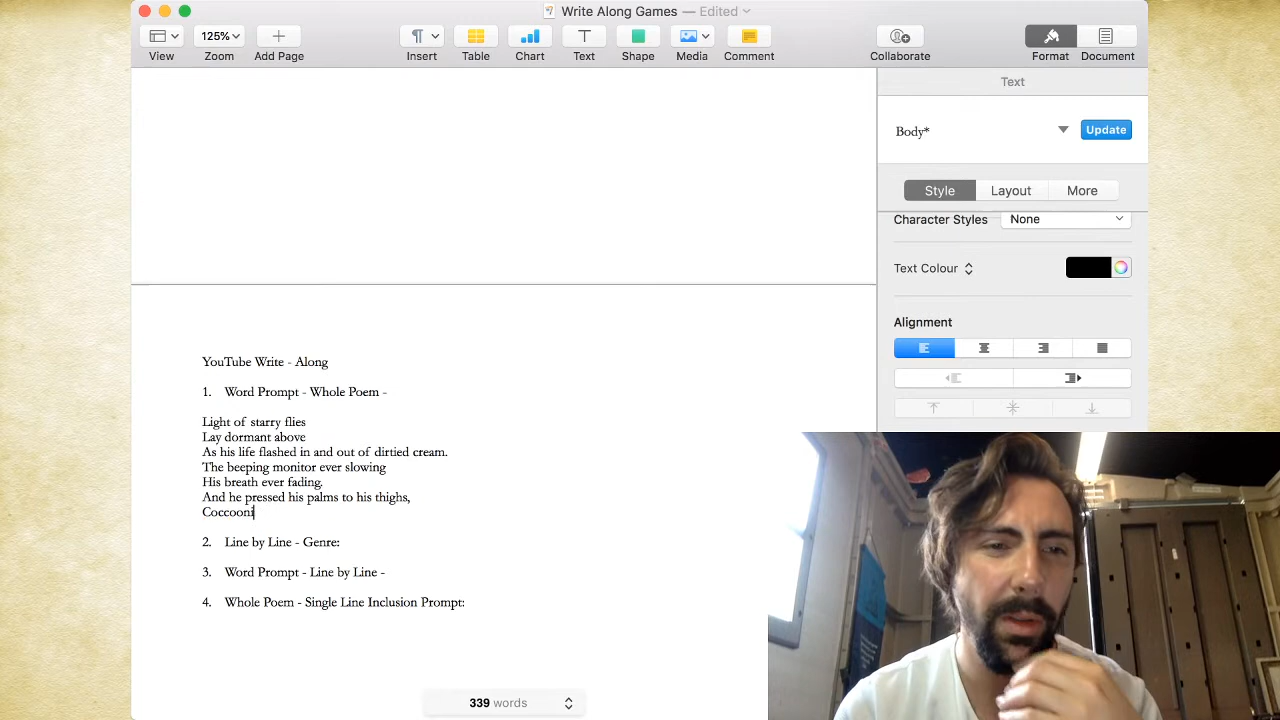 Write Along Games — Edited
125%
View
Zoom
Add Page
Insert
Table
Chart
Text
Shape
Media
Comment
Collaborate
Format
Document
Text
Body*
Update
Style
Layout
More
Character Styles
None
Text Colour
Alignment
YouTube Write - Along
1. Word Prompt - Whole Poem -
Light of starry flies
Lay dormant above
As his life flashed in and out of dirtied cream.
The beeping monitor ever slowing
His breath ever fading.
And he pressed his palms to his thighs,
Coccooni
2. Line by Line - Genre:
3. Word Prompt - Line by Line -
4. Whole Poem - Single Line Inclusion Prompt:
339 words